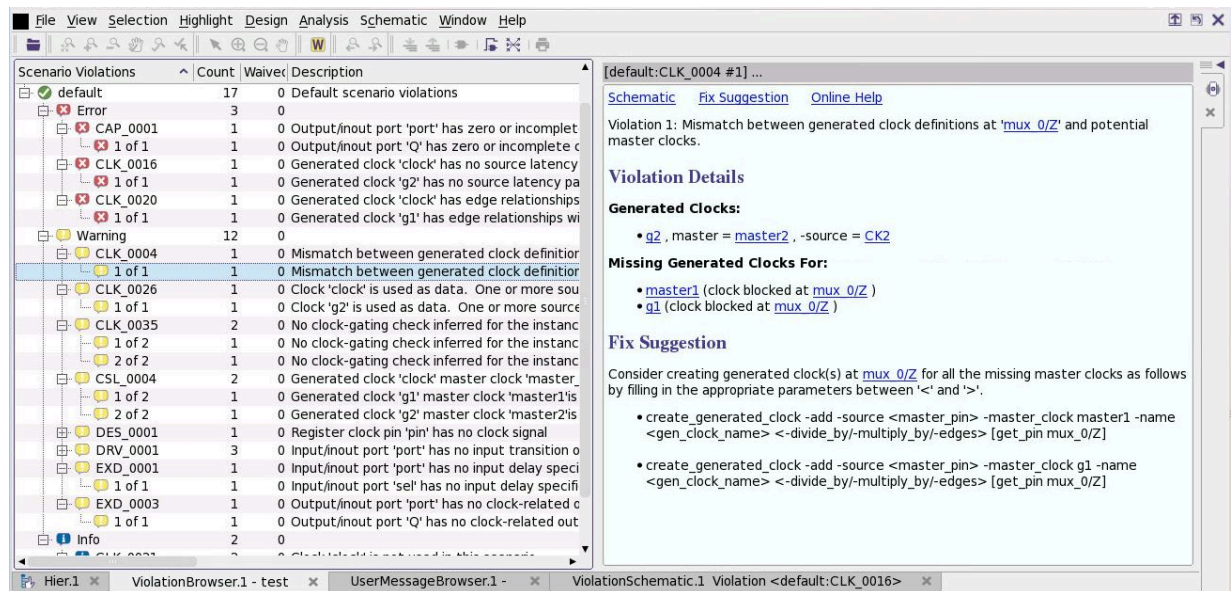 File View Selection Highlight Design Analysis Schematic Window Help
W
Scenario Violations Count Waived Description
default 17 0 Default scenario violations
Error 3 0
CAP_0001 1 0 Output/inout port 'port' has zero or incomplet
1 of 1 1 0 Output/inout port 'Q' has zero or incomplete c
CLK_0016 1 0 Generated clock 'clock' has no source latency
1 of 1 1 0 Generated clock 'g2' has no source latency pa
CLK_0020 1 0 Generated clock 'clock' has edge relationships
1 of 1 1 0 Generated clock 'g1' has edge relationships wi
Warning 12 0
CLK_0004 1 0 Mismatch between generated clock definition
1 of 1 1 0 Mismatch between generated clock definition
CLK_0026 1 0 Clock 'clock' is used as data. One or more sou
1 of 1 1 0 Clock 'g2' is used as data. One or more source
CLK_0035 2 0 No clock-gating check inferred for the instanc
1 of 2 1 0 No clock-gating check inferred for the instanc
2 of 2 1 0 No clock-gating check inferred for the instanc
CSL_0004 2 0 Generated clock 'clock' master clock 'master_
1 of 2 1 0 Generated clock 'g1' master clock 'master1'is
2 of 2 1 0 Generated clock 'g2' master clock 'master2'is
DES_0001 1 0 Register clock pin 'pin' has no clock signal
DRV_0001 3 0 Input/inout port 'port' has no input transition o
EXD_0001 1 0 Input/inout port 'port' has no input delay speci
1 of 1 1 0 Input/inout port 'sel' has no input delay specifi
EXD_0003 1 0 Output/inout port 'port' has no clock-related o
1 of 1 1 0 Output/inout port 'Q' has no clock-related out
Info 2 0
[default:CLK_0004 #1] ...
Schematic Fix Suggestion Online Help
Violation 1: Mismatch between generated clock definitions at 'mux_0/Z' and potential
master clocks.
Violation Details
Generated Clocks:
• g2 , master = master2 , -source = CK2
Missing Generated Clocks For:
• master1 (clock blocked at mux_0/Z )
• g1 (clock blocked at mux_0/Z )
Fix Suggestion
Consider creating generated clock(s) at mux_0/Z for all the missing master clocks as follows
by filling in the appropriate parameters between '<' and '>'.
• create_generated_clock -add -source <master_pin> -master_clock master1 -name
<gen_clock_name> <-divide_by/-multiply_by/-edges> [get_pin mux_0/Z]
• create_generated_clock -add -source <master_pin> -master_clock g1 -name
<gen_clock_name> <-divide_by/-multiply_by/-edges> [get_pin mux_0/Z]
Hier.1 ViolationBrowser.1 - test UserMessageBrowser.1 - ViolationSchematic.1 Violation <default:CLK_0016>